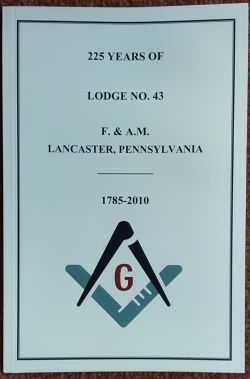 225 YEARS OF
LODGE NO. 43
F. & A.M.
LANCASTER, PENNSYLVANIA
1785-2010
G